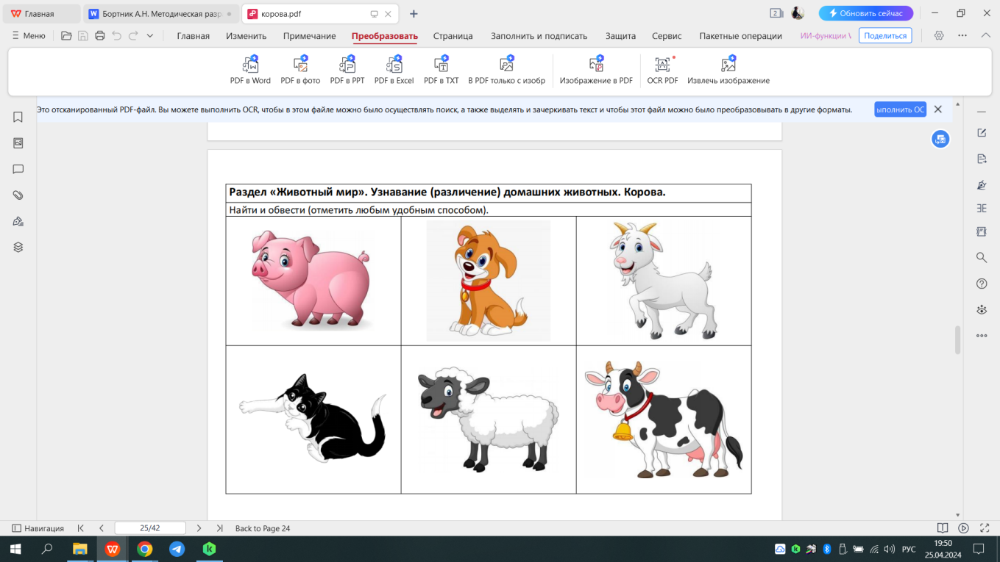 Главная
Бортник А.Н. Методическая разр
корова.pdf
2
Обновить сейчас
Меню
Главная Изменить Примечание Преобразовать Страница Заполнить и подписать Защита Сервис Пакетные операции ИИ-функции
Поделиться
PDF в Word PDF в фото PDF в PPT PDF в Excel PDF в TXT В PDF только с изобр Изображение в PDF OCR PDF Извлечь изображение
Это отсканированный PDF-файл. Вы можете выполнить OCR, чтобы в этом файле можно было осуществлять поиск, а также выделять и зачеркивать текст и чтобы этот файл можно было преобразовывать в другие форматы.
ыполнить ОС
Раздел «Животный мир». Узнавание (различение) домашних животных. Корова.
Найти и обвести (отметить любым удобным способом).
Навигация
25/42
Back to Page 24
РУС
19:50
25.04.2024